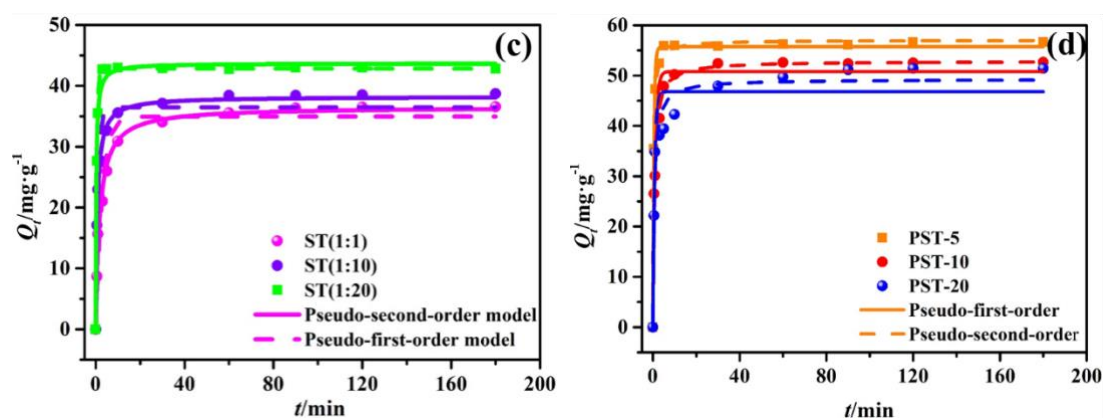 (c)
50
40
30
20
10
0
Qt/mg·g-1
ST(1:1)
ST(1:10)
ST(1:20)
Pseudo-second-order model
Pseudo-first-order model
0 40 80 120 160 200
t/min
(d)
60
50
40
30
20
10
0
Qt/mg·g-1
PST-5
PST-10
PST-20
Pseudo-first-order
Pseudo-second-order
0 40 80 120 160 200
t/min